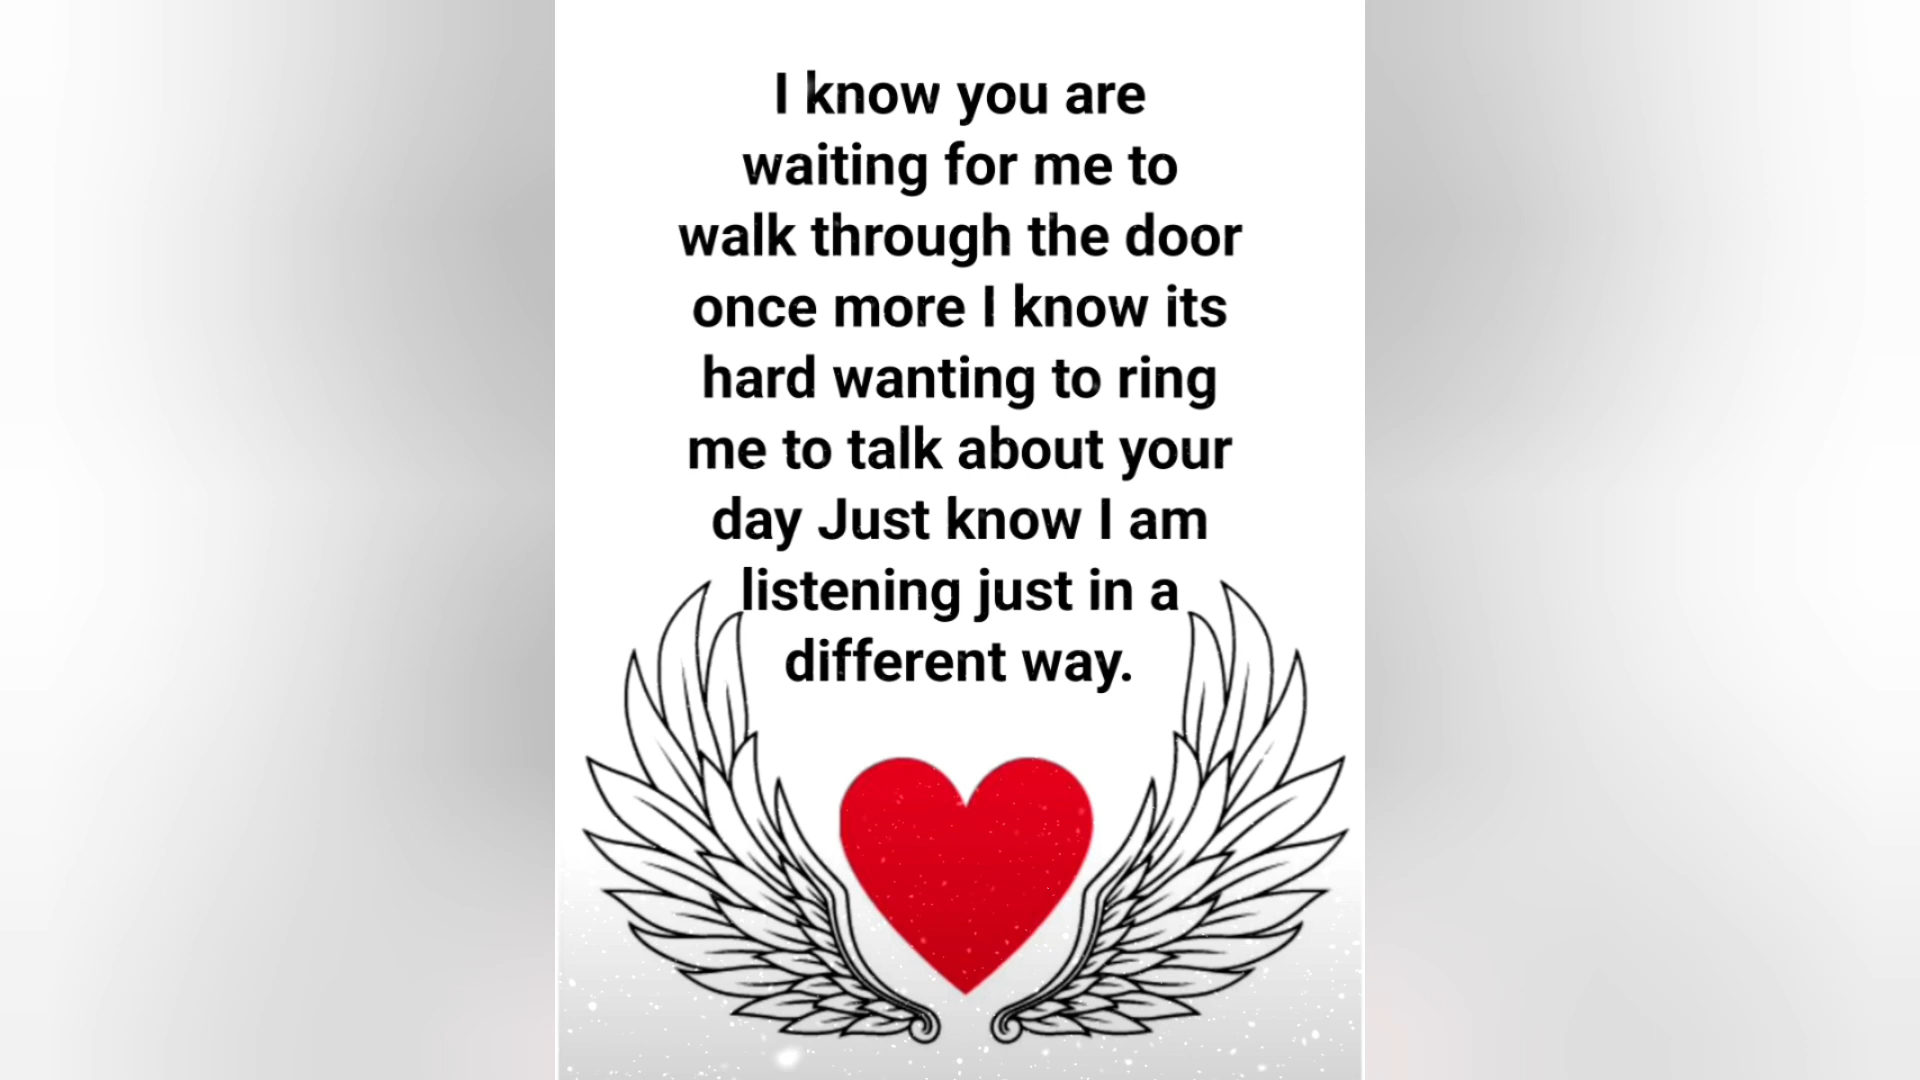 I know you are
waiting for me to
walk through the door
once more I know its
hard wanting to ring
me to talk about your
day Just know I am
listening just in a
different way.